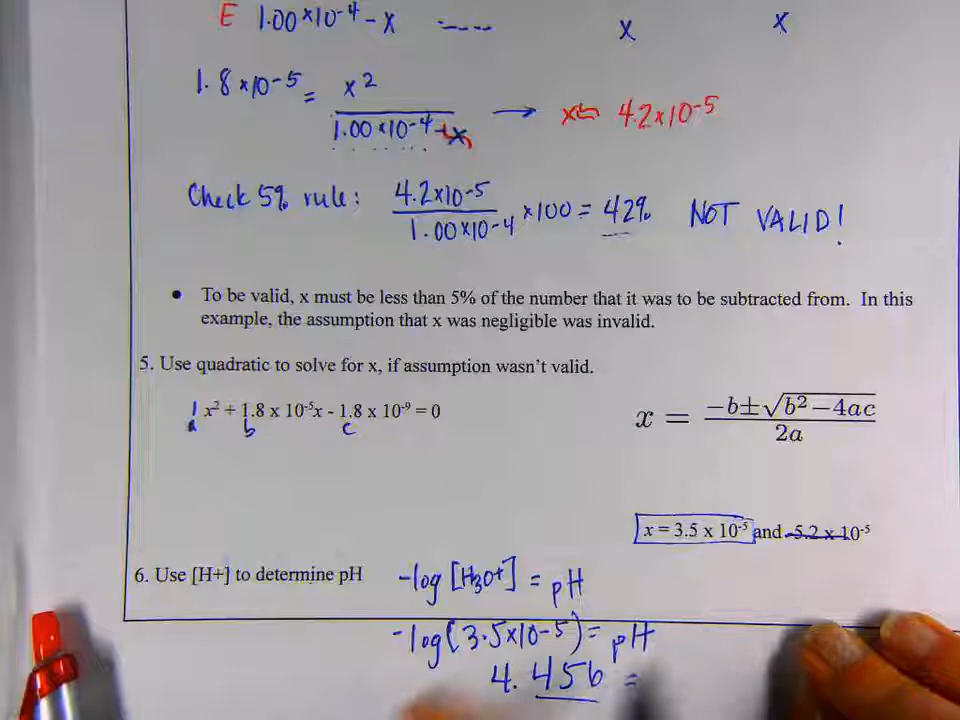 E 1.00×10⁻⁴ - x ---- x x
1.8×10⁻⁵ = x² / 1.00×10⁻⁴ - x → x = 4.2×10⁻⁵
Check 5% rule: 4.2×10⁻⁵ / 1.00×10⁻⁴ ×100 = 42% NOT VALID!
• To be valid, x must be less than 5% of the number that it was to be subtracted from. In this
example, the assumption that x was negligible was invalid.
5. Use quadratic to solve for x, if assumption wasn't valid.
1 x² + 1.8 x 10⁻⁵x - 1.8 x 10⁻⁹ = 0
a b c
x = -b±√b²-4ac / 2a
x = 3.5 x 10⁻⁵ and -5.2 x 10⁻⁵
6. Use [H+] to determine pH -log [H₃O+] = pH
-log(3.5×10⁻⁵) = pH
4.456 =